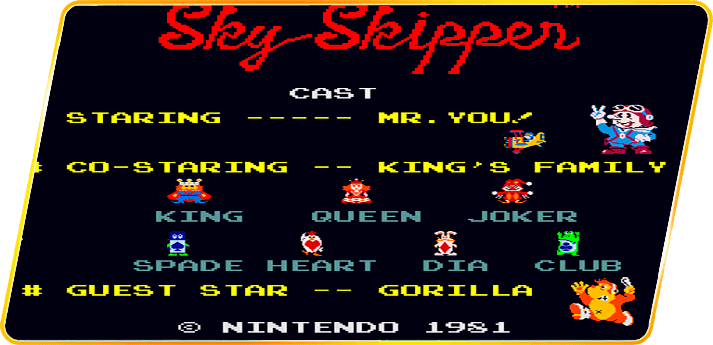 Sky Skipper™
CAST
STARING ----- MR.YOU!
# CO-STARING -- KING'S FAMILY
KING QUEEN JOKER
SPADE HEART DIA CLUB
# GUEST STAR -- GORILLA
© NINTENDO 1981